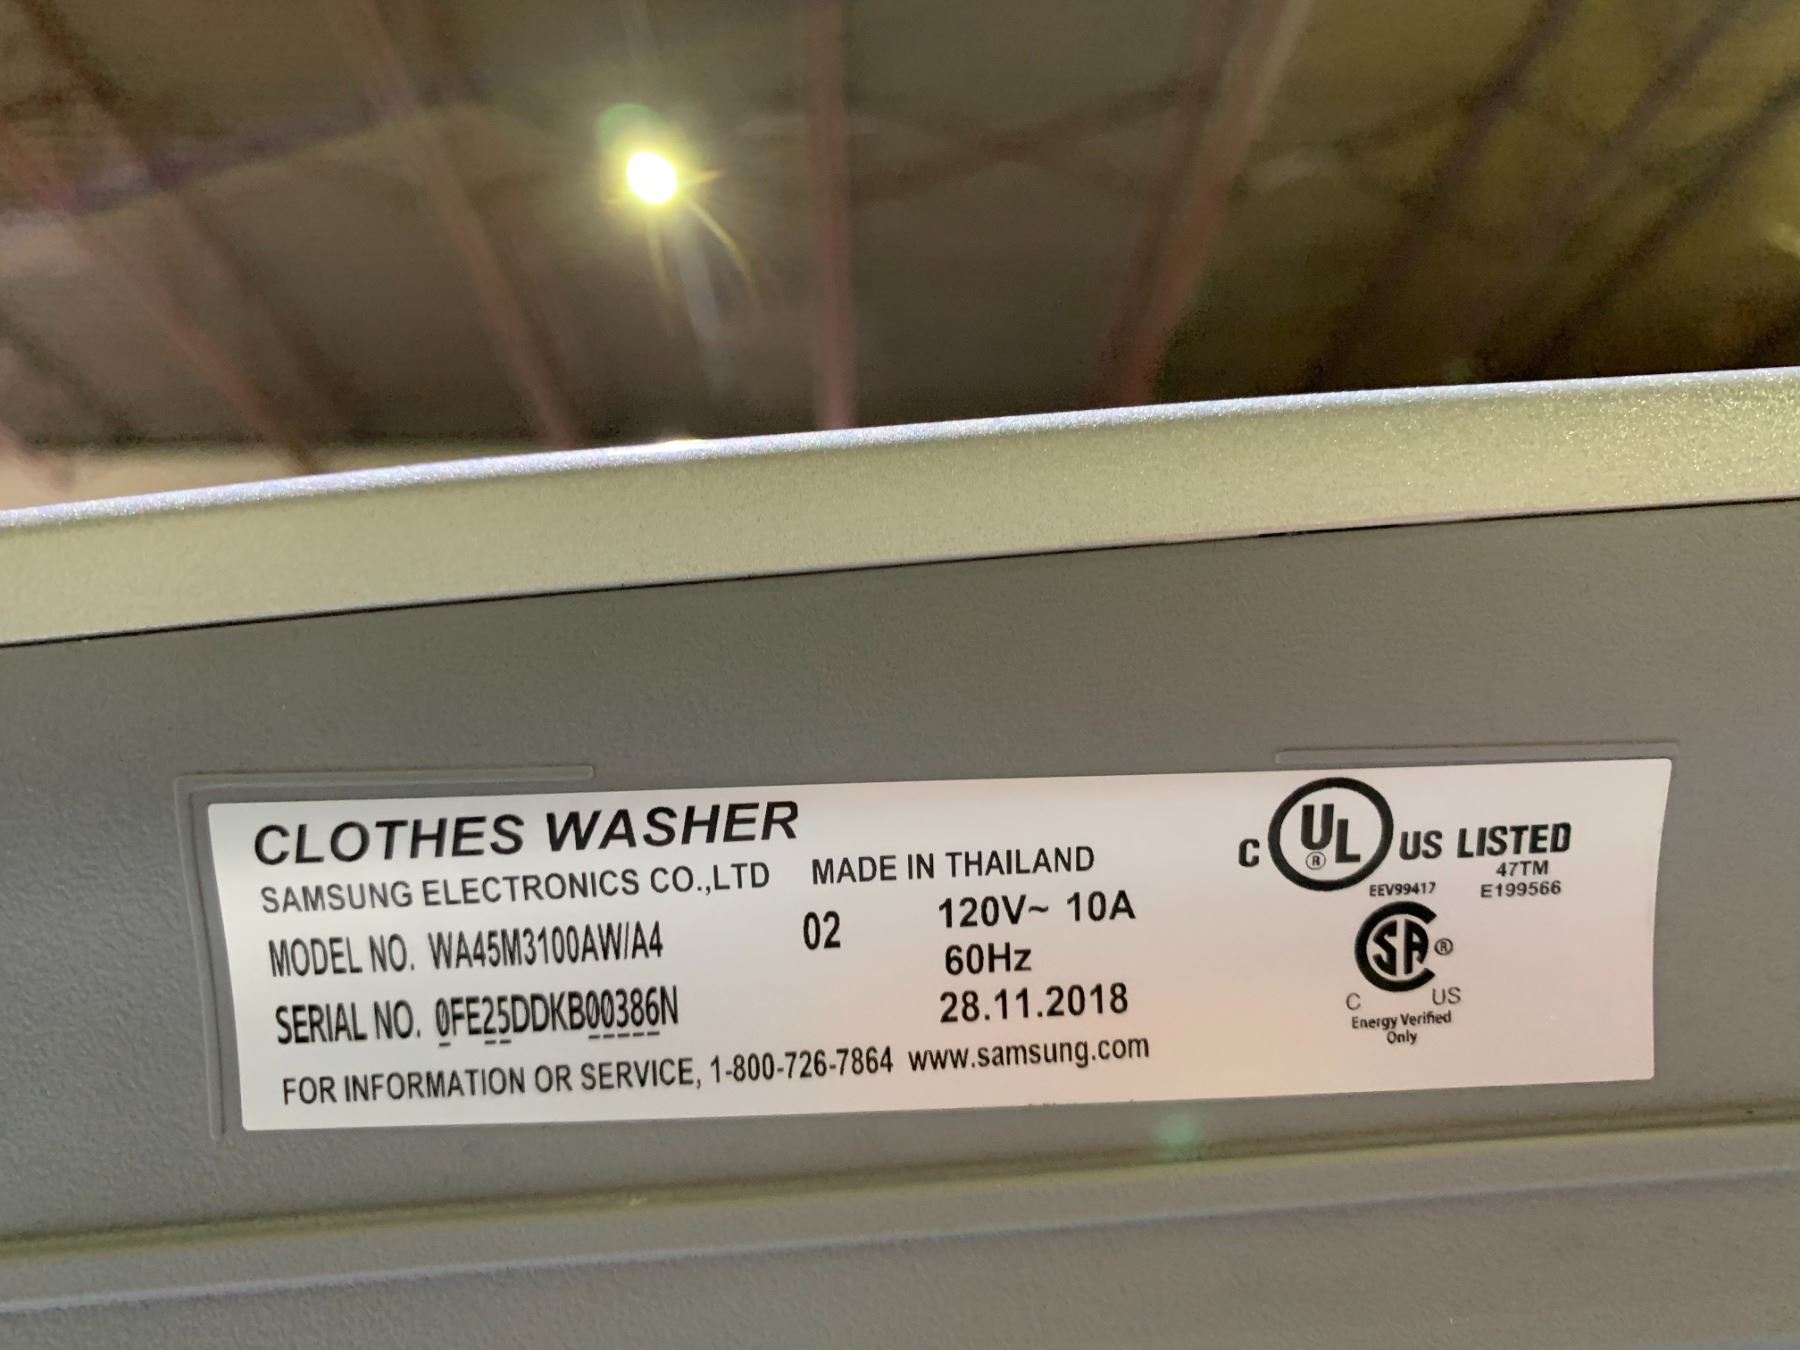 CLOTHES WASHER
SAMSUNG ELECTRONICS CO.,LTD MADE IN THAILAND
MODEL NO. WA45M3100AW/A4 02 120V~ 10A
60Hz
SERIAL NO. 0FE25DDKB00386N 28.11.2018
FOR INFORMATION OR SERVICE, 1-800-726-7864 www.samsung.com
C UL ® US LISTED
47TM
EEV99417 E199566
SA ®
C US
Energy Verified
Only